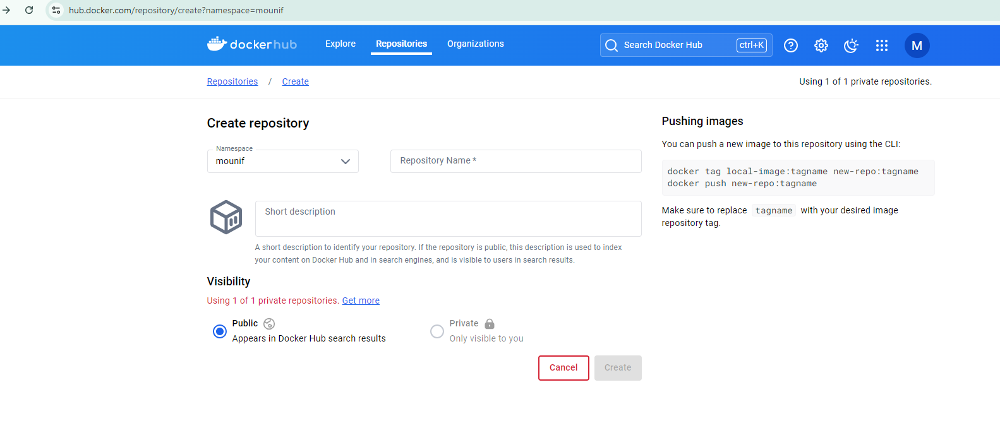 hub.docker.com/repository/create?namespace=mounif
dockerhub
Explore
Repositories
Organizations
Search Docker Hub
ctrl+K
M
Repositories / Create
Using 1 of 1 private repositories.
Create repository
Namespace
mounif
Repository Name *
Short description
A short description to identify your repository. If the repository is public, this description is used to index
your content on Docker Hub and in search engines, and is visible to users in search results.
Visibility
Using 1 of 1 private repositories. Get more
Public
Appears in Docker Hub search results
Private
Only visible to you
Cancel
Create
Pushing images
You can push a new image to this repository using the CLI:
docker tag local-image:tagname new-repo:tagname
docker push new-repo:tagname
Make sure to replace tagname with your desired image
repository tag.